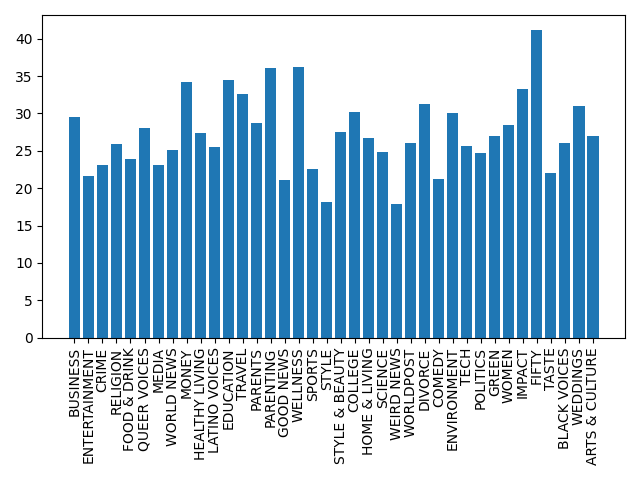 40
35
30
25
20
15
10
5
0
BUSINESS
ENTERTAINMENT
CRIME
RELIGION
FOOD & DRINK
QUEER VOICES
MEDIA
WORLD NEWS
MONEY
HEALTHY LIVING
LATINO VOICES
EDUCATION
TRAVEL
PARENTS
PARENTING
GOOD NEWS
WELLNESS
SPORTS
STYLE
STYLE & BEAUTY
COLLEGE
HOME & LIVING
SCIENCE
WEIRD NEWS
WORLDPOST
DIVORCE
COMEDY
ENVIRONMENT
TECH
POLITICS
GREEN
WOMEN
IMPACT
FIFTY
TASTE
BLACK VOICES
WEDDINGS
ARTS & CULTURE